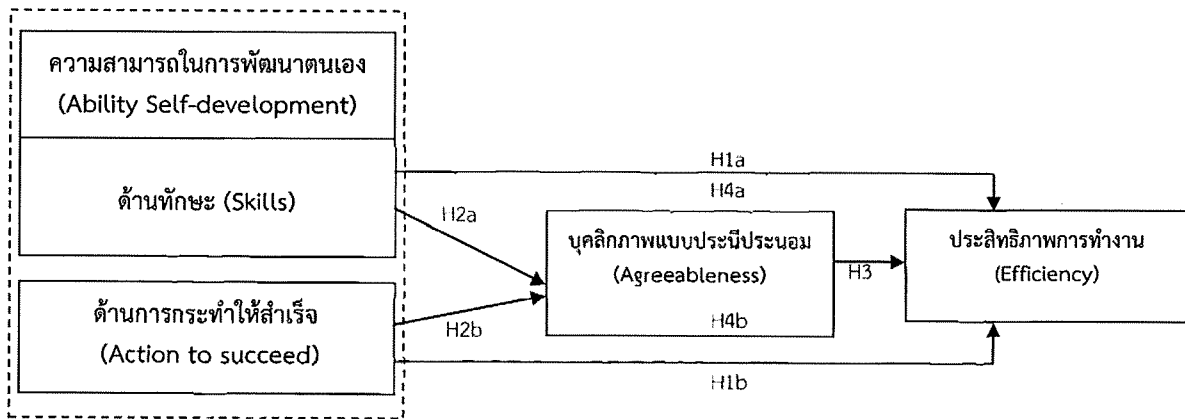 ความสามารถในการพัฒนาตนเอง
(Ability Self-development)
ด้านทักษะ (Skills)
ด้านการกระทำให้สำเร็จ
(Action to succeed)
H1a
H4a
H2a
บุคลิกภาพแบบประนีประนอม
(Agreeableness)
H4b
H2b
H3
H1b
ประสิทธิภาพการทำงาน
(Efficiency)